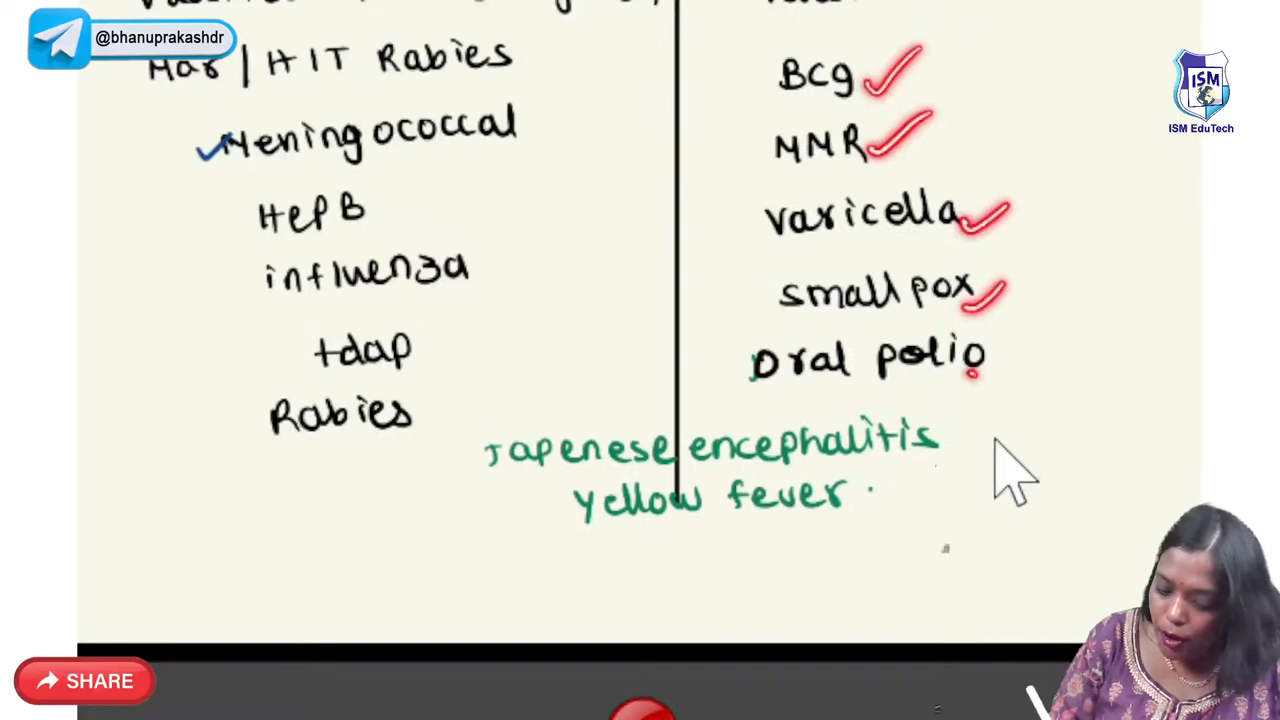 @bhanuprakashdr
HIT Rabies
Meningococcal
HepB
influenza
tdap
Rabies
BCg
MMR
varicella
smallpox
Oral polio
Japenese encephalitis
Yellow fever
ISM
ISM EduTech
SHARE